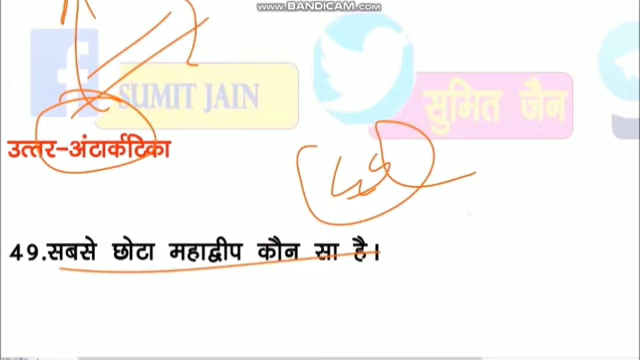 www.BANDICAM.com
SUMIT JAIN
सुमित जैन
उत्तर-अंटार्कटिका
49.सबसे छोटा महाद्वीप कौन सा है।